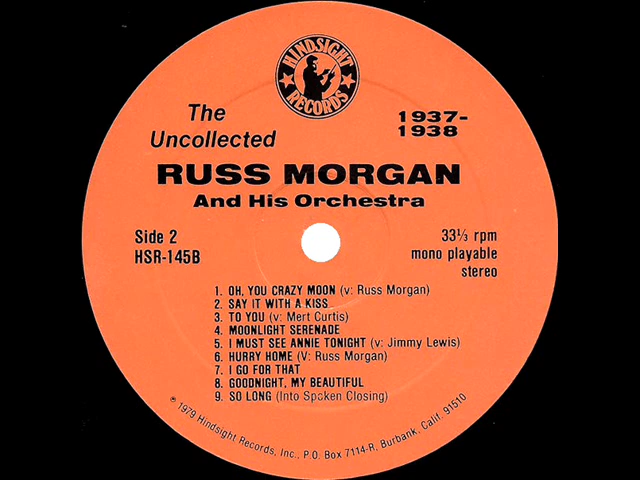 HINDSIGHT
RECORDS
The
Uncollected
1937-
1938
RUSS MORGAN
And His Orchestra
Side 2
HSR-145B
33⅓ rpm
mono playable
stereo
1. OH, YOU CRAZY MOON (v: Russ Morgan)
2. SAY IT WITH A KISS
3. TO YOU (v: Mert Curtis)
4. MOONLIGHT SERENADE
5. I MUST SEE ANNIE TONIGHT (v: Jimmy Lewis)
6. HURRY HOME (V: Russ Morgan)
7. I GO FOR THAT
8. GOODNIGHT, MY BEAUTIFUL
9. SO LONG (Into Spoken Closing)
℗ 1979 Hindsight Records, Inc., P.O. Box 7114-R, Burbank, Calif. 91510